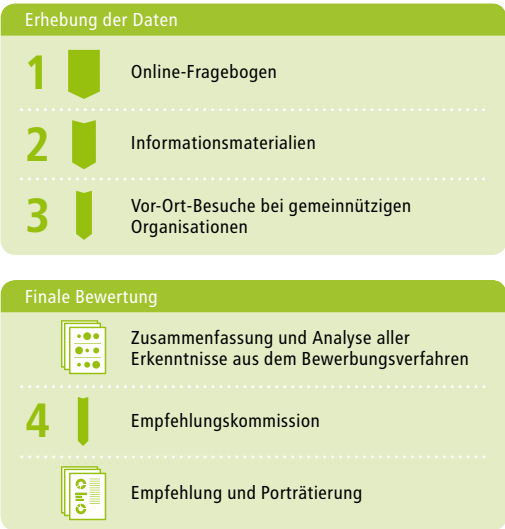 Erhebung der Daten
1 Online-Fragebogen
2 Informationsmaterialien
3 Vor-Ort-Besuche bei gemeinnützigen
Organisationen
Finale Bewertung
Zusammenfassung und Analyse aller
Erkenntnisse aus dem Bewerbungsverfahren
4 Empfehlungskommission
Empfehlung und Porträtierung